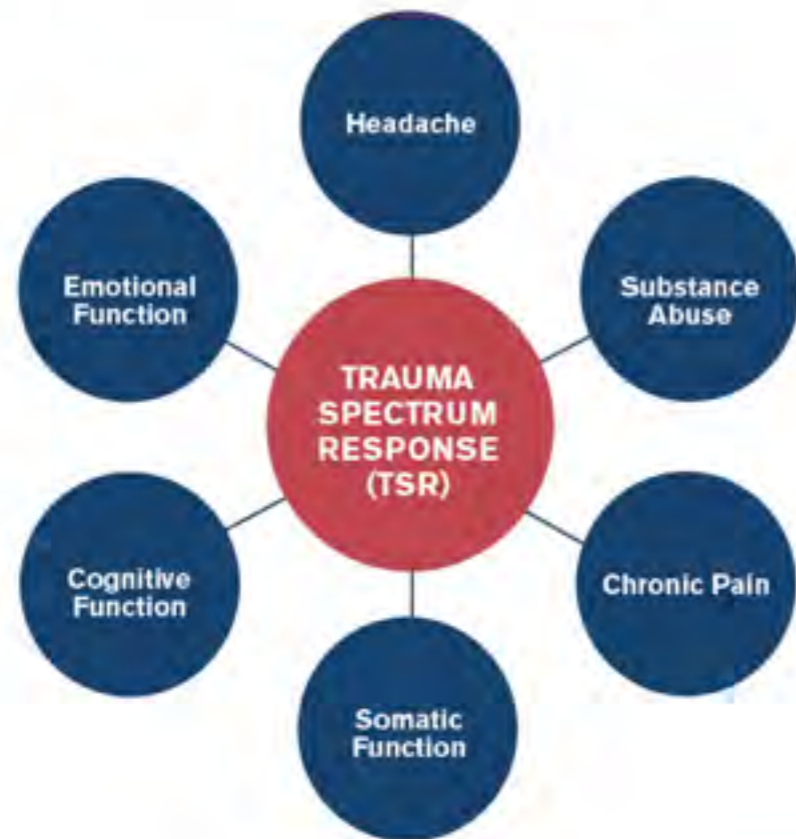 Headache
Emotional
Function
Substance
Abuse
TRAUMA
SPECTRUM
RESPONSE
(TSR)
Cognitive
Function
Chronic Pain
Somatic
Function